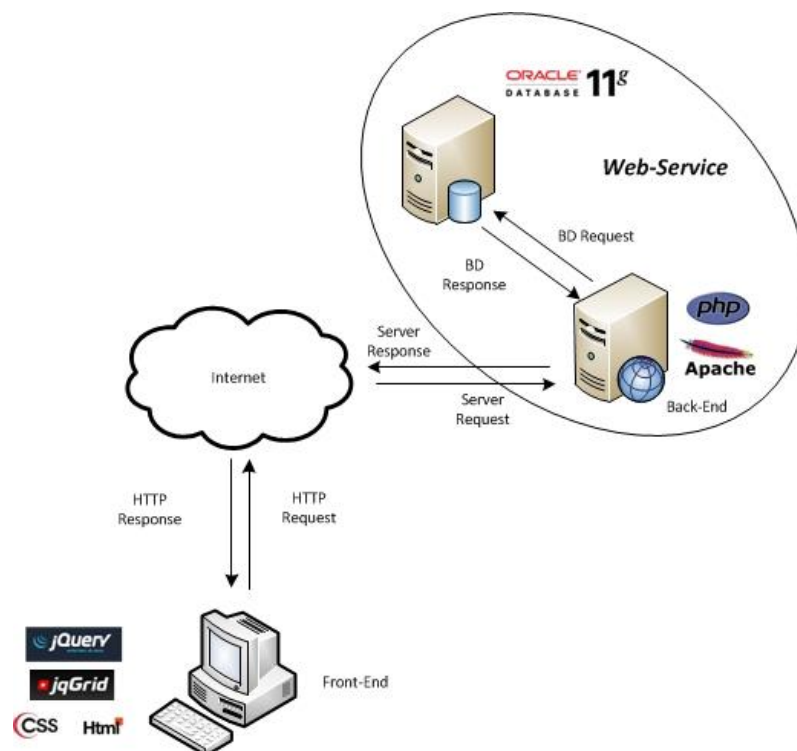 ORACLE
DATABASE 11g
Web-Service
BD Request
BD
Response
php
Apache
Back-End
Server
Response
Internet
Server
Request
HTTP
Response
HTTP
Request
jQuery
jqGrid
Front-End
CSS Html